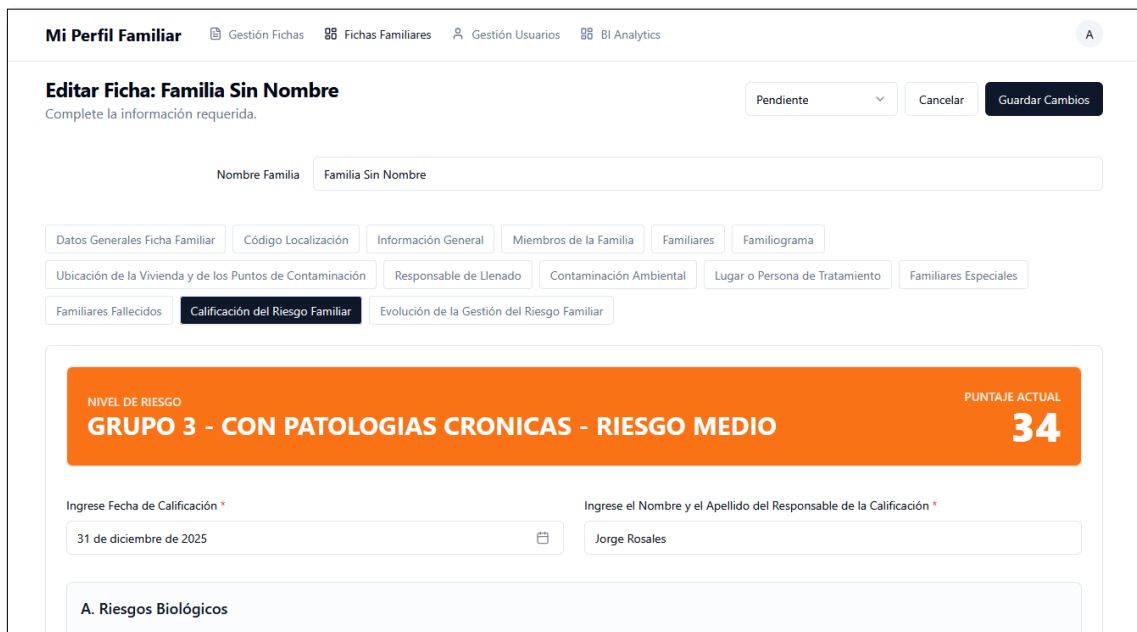 Mi Perfil Familiar Gestión Fichas Fichas Familiares Gestión Usuarios BI Analytics A
Editar Ficha: Familia Sin Nombre
Complete la información requerida.
Pendiente Cancelar Guardar Cambios
Nombre Familia Familia Sin Nombre
Datos Generales Ficha Familiar Código Localización Información General Miembros de la Familia Familiares Familiograma
Ubicación de la Vivienda y de los Puntos de Contaminación Responsable de Llenado Contaminación Ambiental Lugar o Persona de Tratamiento Familiares Especiales
Familiares Fallecidos Calificación del Riesgo Familiar Evolución de la Gestión del Riesgo Familiar
NIVEL DE RIESGO
GRUPO 3 - CON PATOLOGIAS CRONICAS - RIESGO MEDIO
PUNTAJE ACTUAL
34
Ingrese Fecha de Calificación *
31 de diciembre de 2025
Ingrese el Nombre y el Apellido del Responsable de la Calificación *
Jorge Rosales
A. Riesgos Biológicos